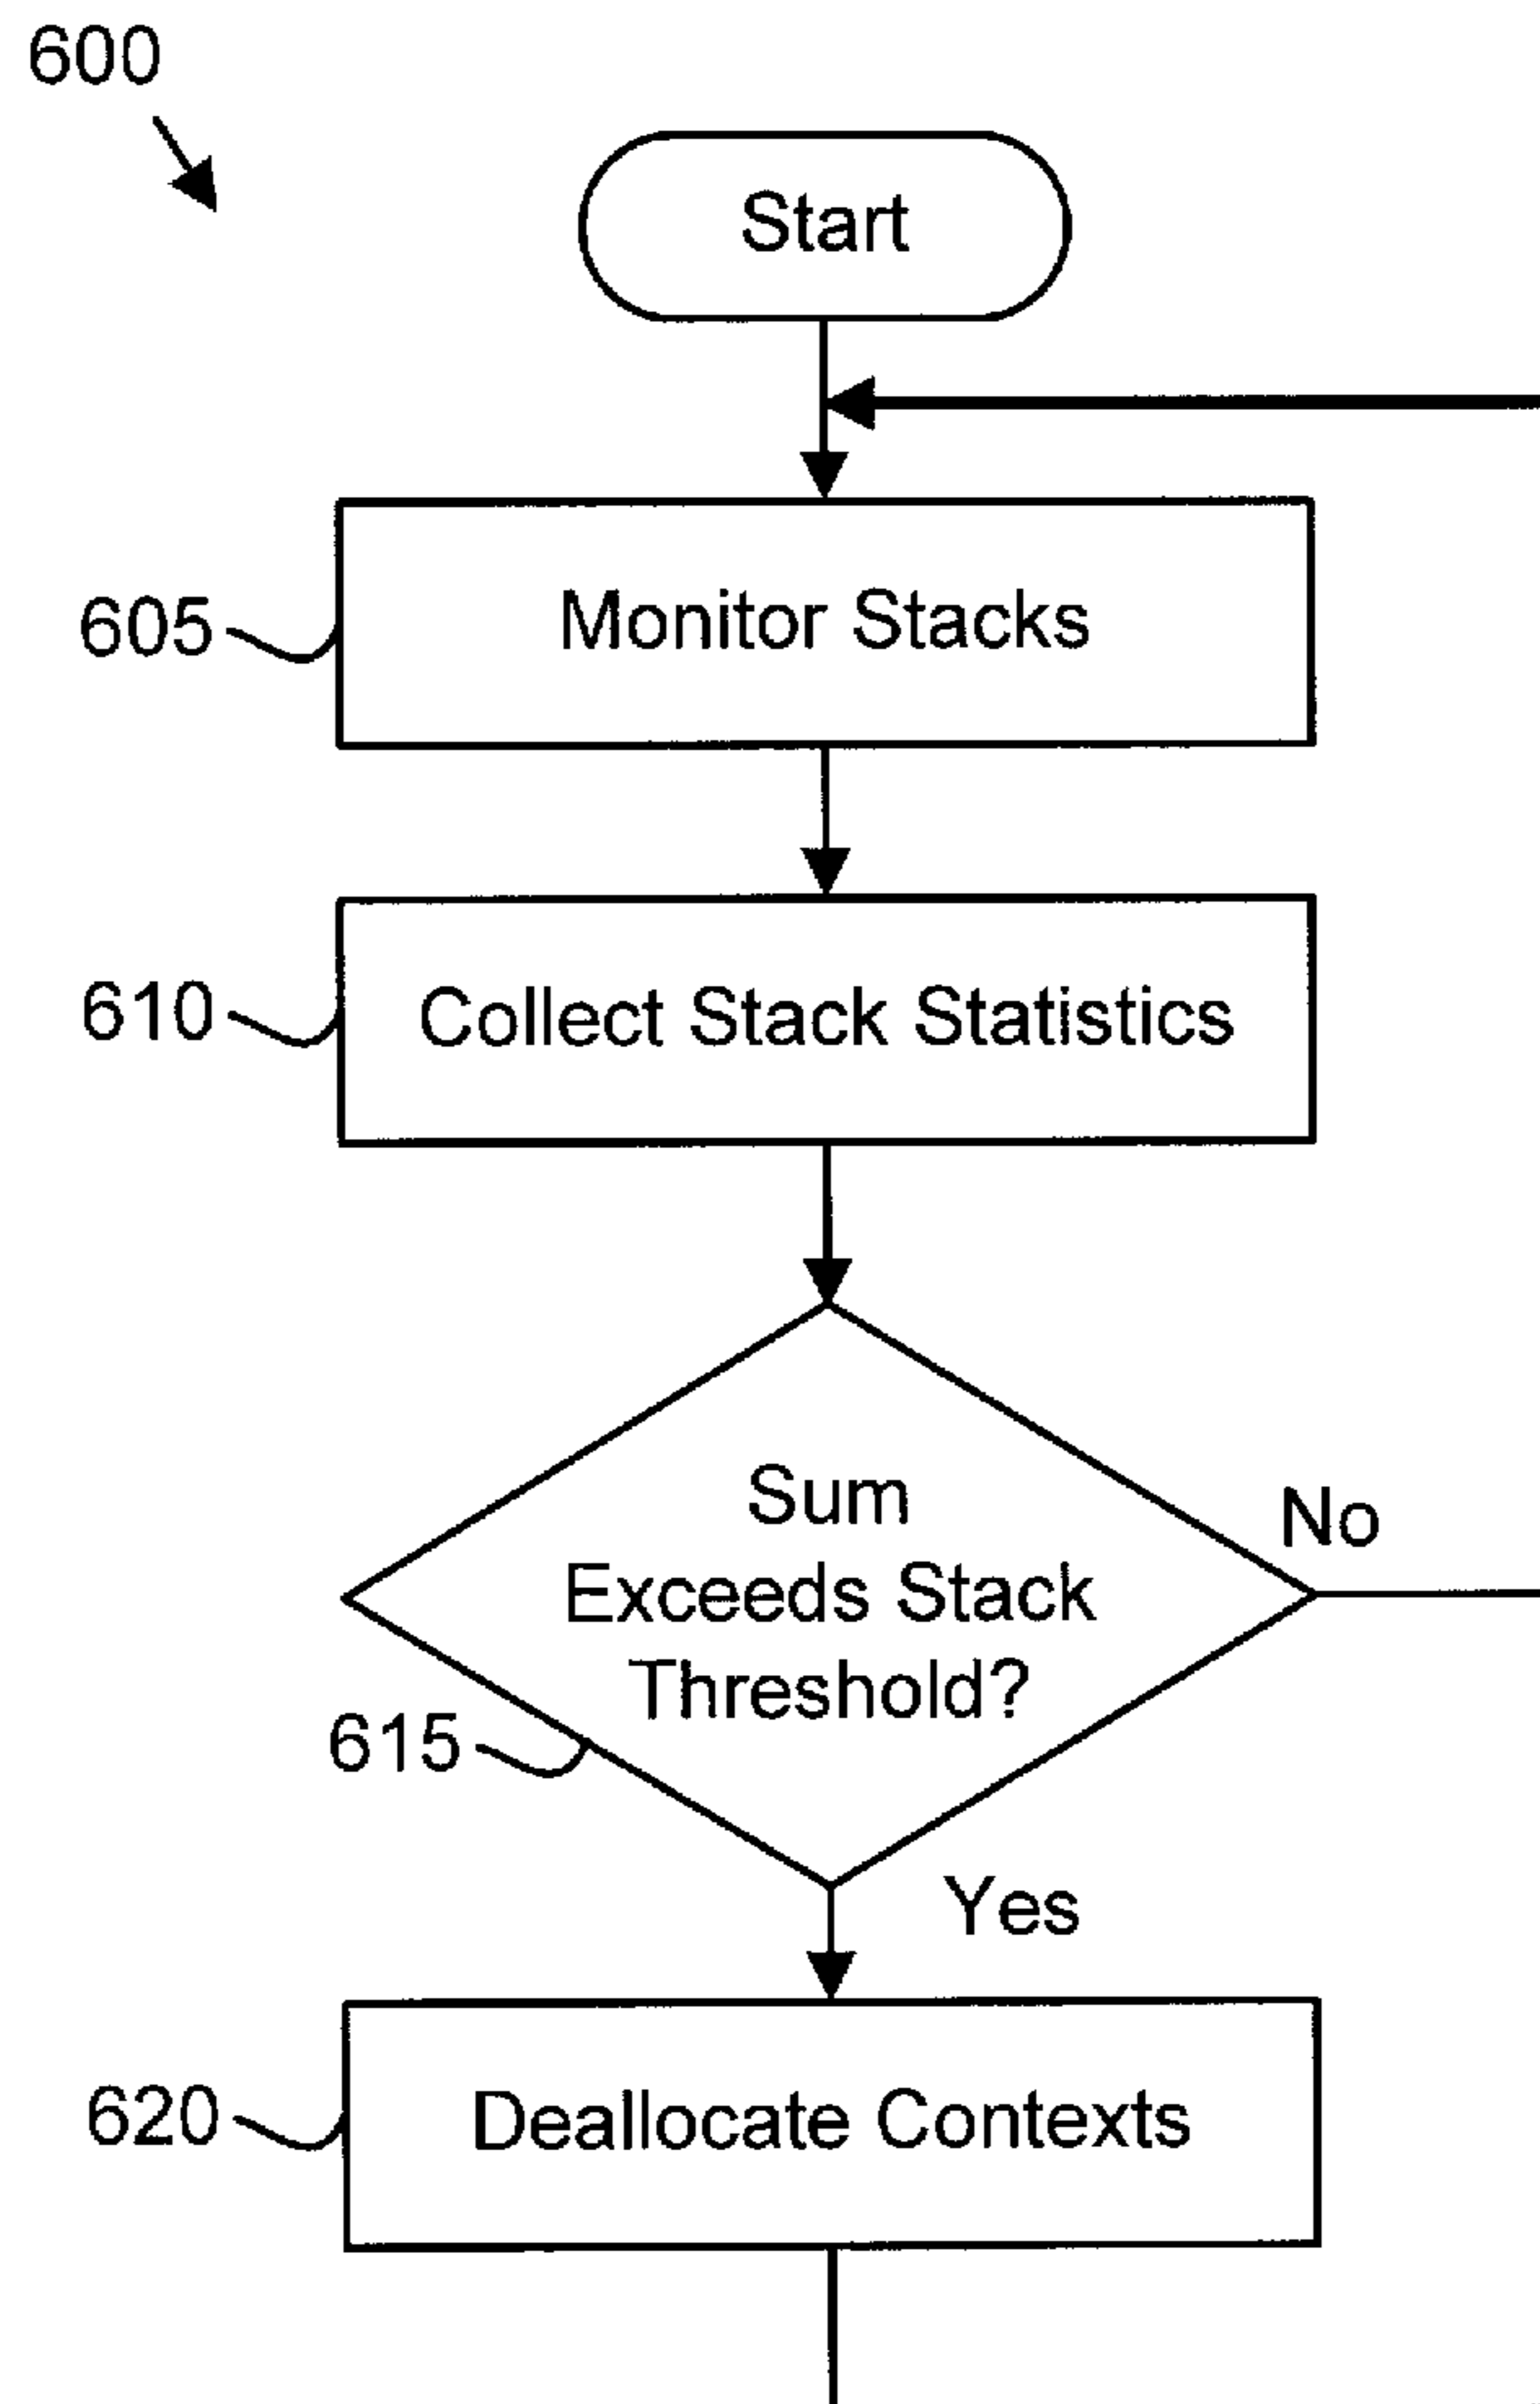 600
Start
605
Monitor Stacks
610
Collect Stack Statistics
Sum
Exceeds Stack
Threshold?
No
615
Yes
620
Deallocate Contexts